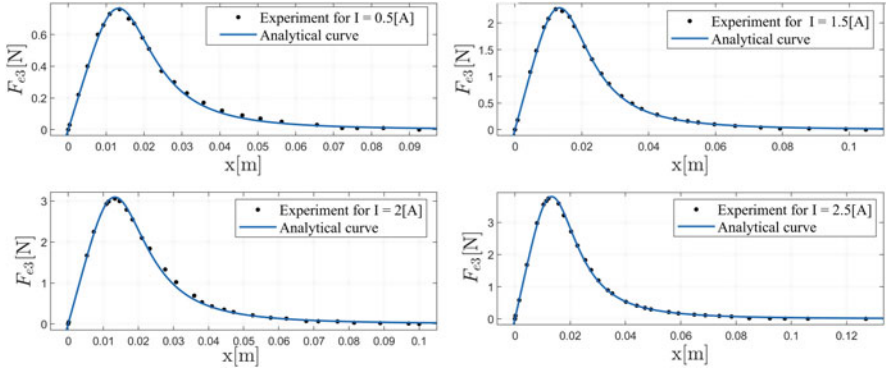 Experiment for I = 0.5[A]
Analytical curve
F_e3[N]
0.6
0.4
0.2
0
0 0.01 0.02 0.03 0.04 0.05 0.06 0.07 0.08 0.09
x[m]
Experiment for I = 1.5[A]
Analytical curve
F_e3[N]
2
1.5
1
0.5
0
0 0.02 0.04 0.06 0.08 0.1
x[m]
Experiment for I = 2[A]
Analytical curve
F_e3[N]
3
2
1
0
0 0.01 0.02 0.03 0.04 0.05 0.06 0.07 0.08 0.09 0.1
x[m]
Experiment for I = 2.5[A]
Analytical curve
F_e3[N]
3
2
1
0
0 0.02 0.04 0.06 0.08 0.1 0.12
x[m]